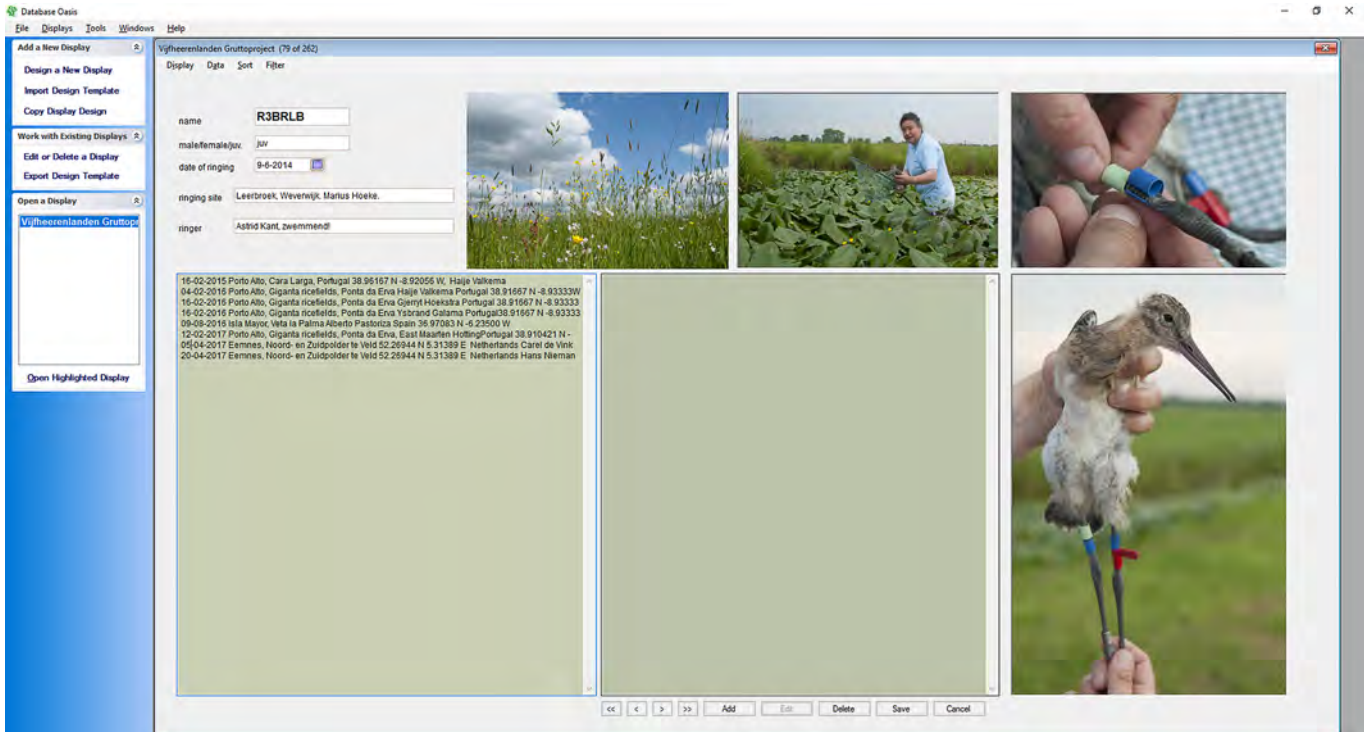 Database Oasis
File Displays Tools Windows Help
Add a New Display
Design a New Display
Import Design Template
Copy Display Design
Work with Existing Displays
Edit or Delete a Display
Export Design Template
Open a Display
Vijfheerenlanden Gruttopr
Open Highlighted Display
Vijfheerenlanden Gruttoproject (79 of 262)
Display Data Sort Filter
name R3BRLB
male/female/juv. juv
date of ringing 9-6-2014
ringing site Leerbroek, Weverwijk, Marius Hoeke.
ringer Astrid Kant, zwemmend!
16-02-2015 Porto Alto, Cara Larga, Portugal 38.96167 N -8.92056 W, Haije Valkema
04-02-2016 Porto Alto, Giganta ricefields, Ponta da Erva Haije Valkema Portugal 38.91667 N -8.93333W
16-02-2016 Porto Alto, Giganta ricefields, Ponta da Erva Gjerryt Hoekstra Portugal 38.91667 N -8.93333
16-02-2016 Porto Alto, Giganta ricefields, Ponta da Erva Ysbrand Galama Portugal38.91667 N -8.93333
09-08-2016 Isla Mayor, Veta la Palma Alberto Pastoriza Spain 36.97083 N -6.23500 W
12-02-2017 Porto Alto, Giganta ricefields, Ponta da Erva, East Maarten HottingPortugal 38.910421 N -
05-04-2017 Eemnes, Noord- en Zuidpolder te Veld 52.26944 N 5.31389 E Netherlands Carel de Vink
20-04-2017 Eemnes, Noord- en Zuidpolder te Veld 52.26944 N 5.31389 E Netherlands Hans Nieman
<< < > >> Add Edit Delete Save Cancel